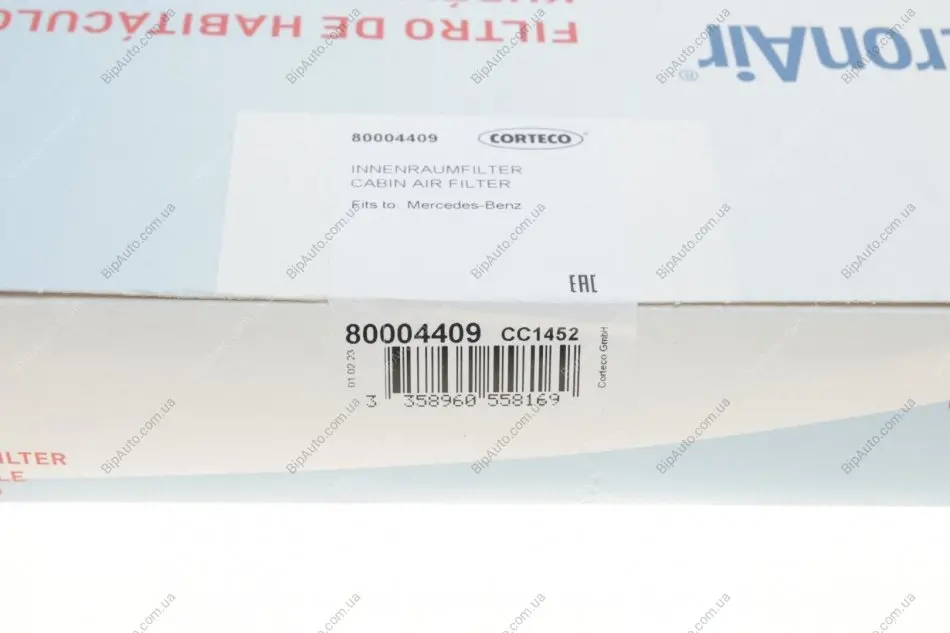 FILTRO DE HABITÁCULO
ronAir®
80004409 CORTECO®
INNENRAUMFILTER
CABIN AIR FILTER
Fits to: Mercedes-Benz
EAC
80004409 CC1452
01.02.23
Corteco GmbH
3 358960 558169
ILTER
LE
BipAuto.com.ua